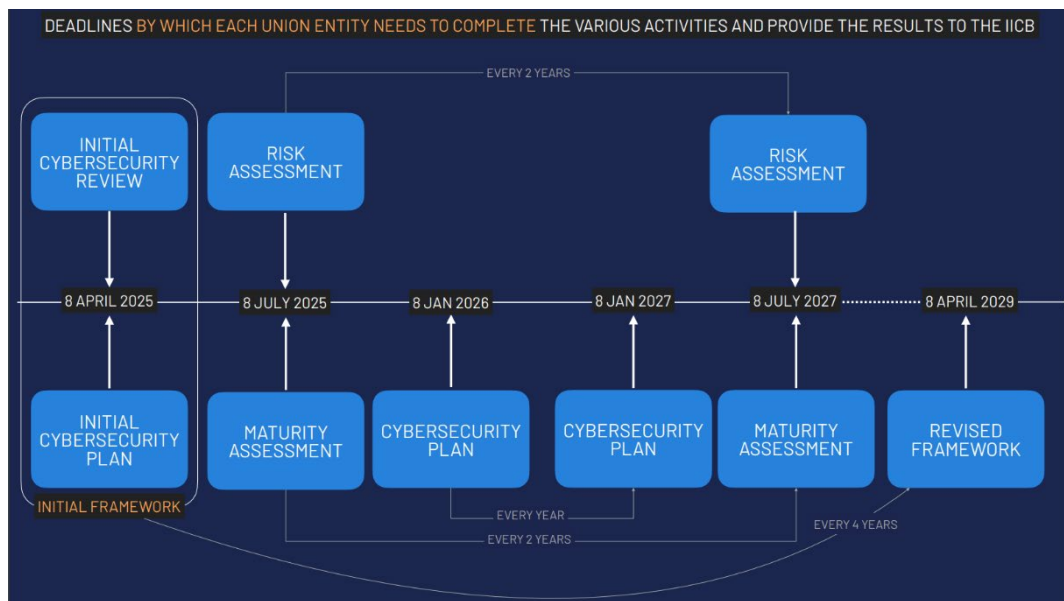 DEADLINES BY WHICH EACH UNION ENTITY NEEDS TO COMPLETE THE VARIOUS ACTIVITIES AND PROVIDE THE RESULTS TO THE IICB
EVERY 2 YEARS
INITIAL
CYBERSECURITY
REVIEW
RISK
ASSESSMENT
RISK
ASSESSMENT
8 APRIL 2025
8 JULY 2025
8 JAN 2026
8 JAN 2027
8 JULY 2027
8 APRIL 2029
INITIAL
CYBERSECURITY
PLAN
MATURITY
ASSESSMENT
CYBERSECURITY
PLAN
CYBERSECURITY
PLAN
MATURITY
ASSESSMENT
REVISED
FRAMEWORK
INITIAL FRAMEWORK
EVERY YEAR
EVERY 2 YEARS
EVERY 4 YEARS